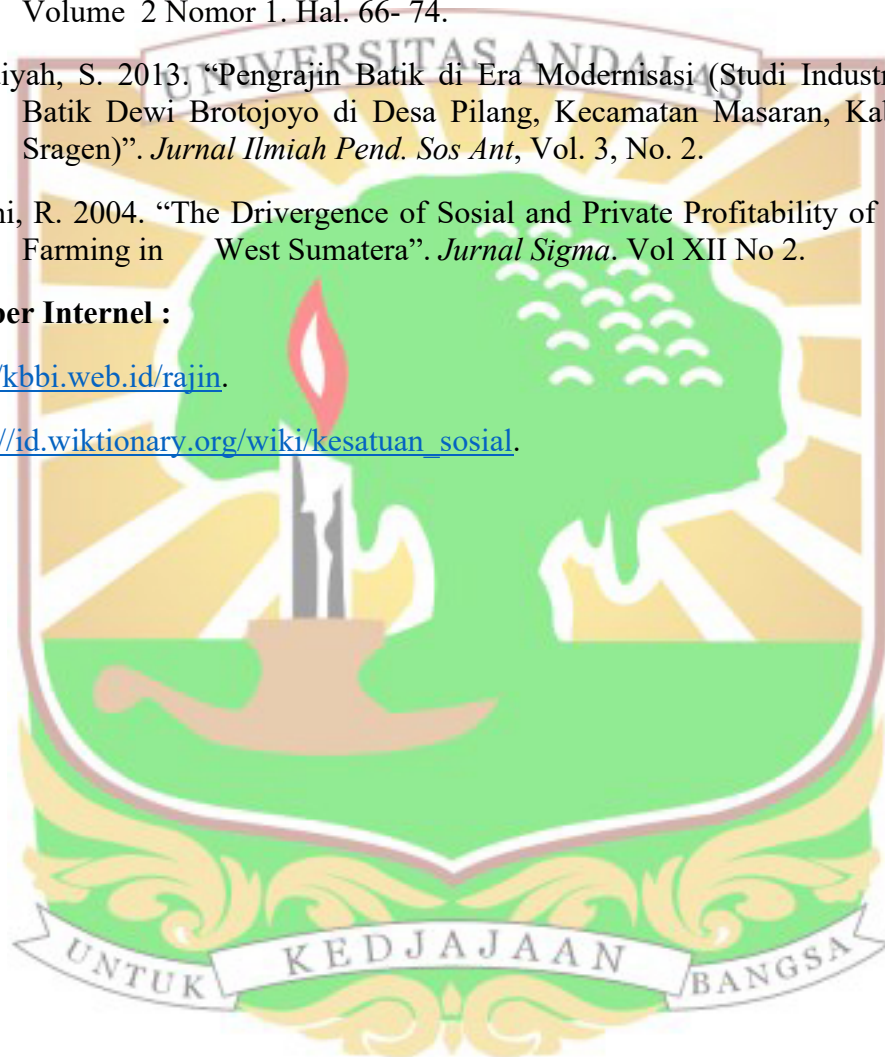 Volume 2 Nomor 1. Hal. 66- 74.
UNIVERSITAS ANDALAS
iyah, S. 2013. “Pengrajin Batik di Era Modernisasi (Studi Industr
Batik Dewi Brotojoyo di Desa Pilang, Kecamatan Masaran, Kab
Sragen)”. Jurnal Ilmiah Pend. Sos Ant, Vol. 3, No. 2.
ni, R. 2004. “The Drivergence of Sosial and Private Profitability of
Farming in West Sumatera”. Jurnal Sigma. Vol XII No 2.
ber Internel :
/kbbi.web.id/rajin.
//id.wiktionary.org/wiki/kesatuan_sosial.
UNTUK KEDJAJAAN BANGSA